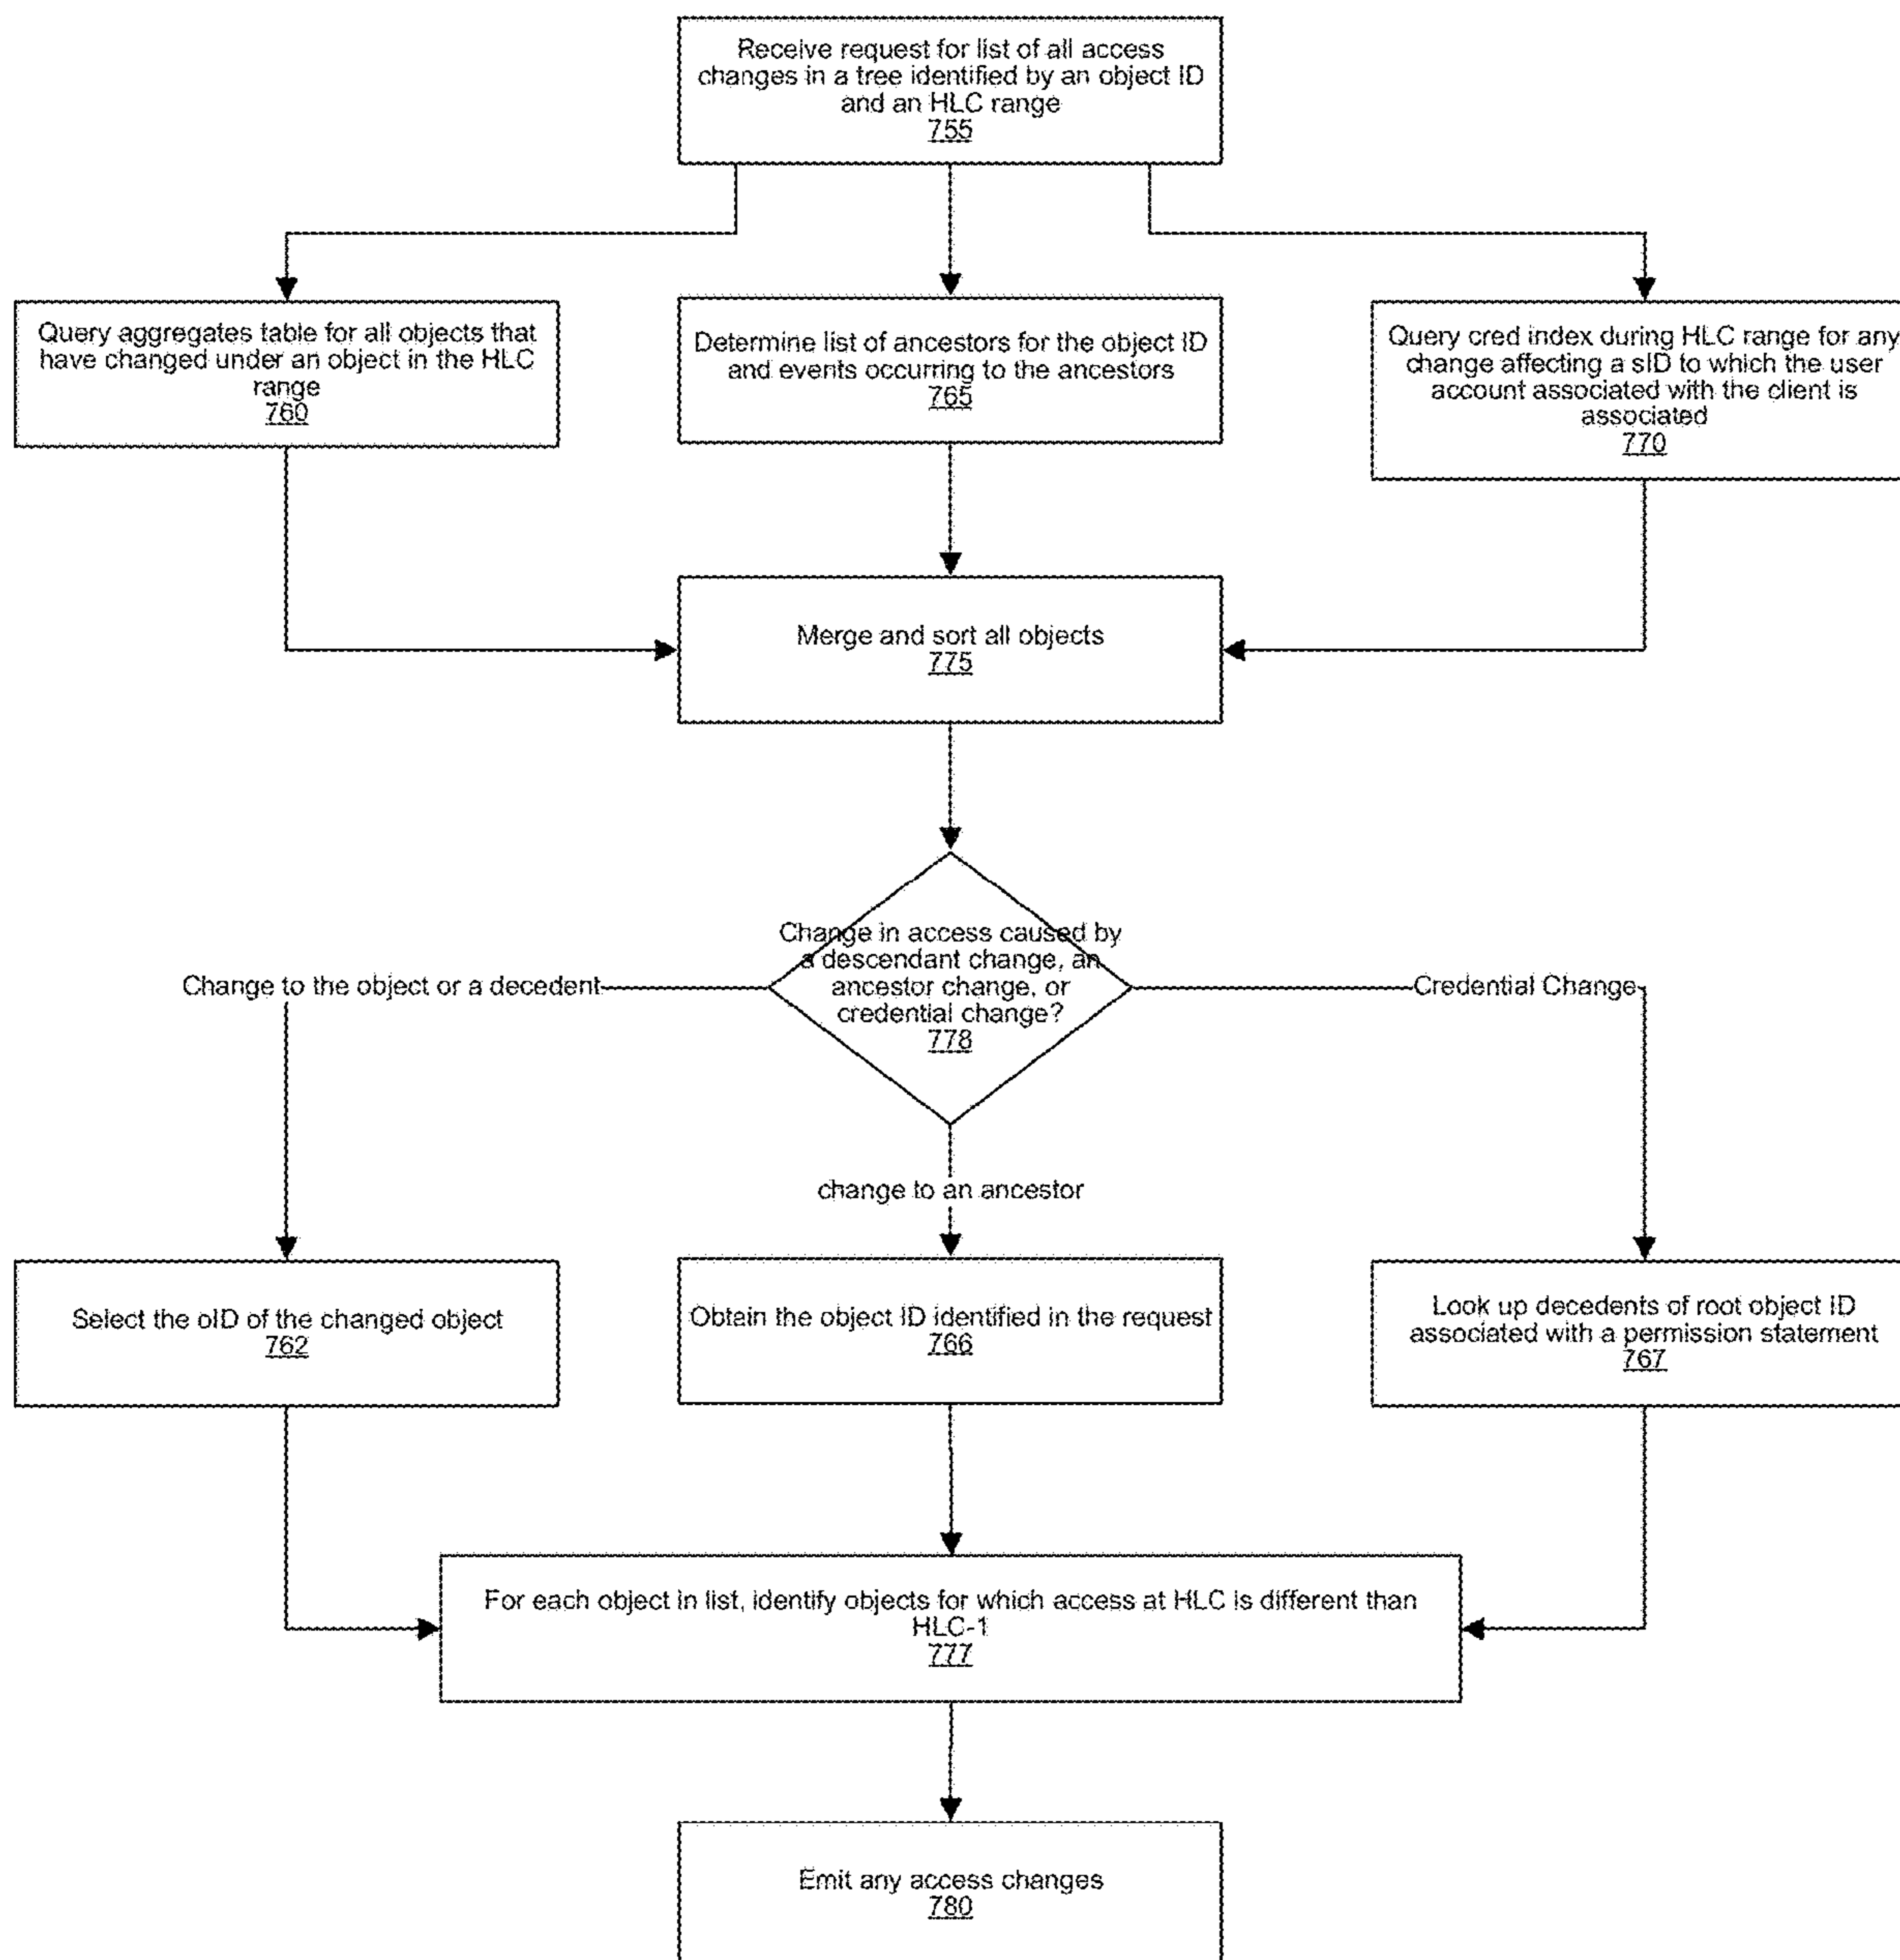 Receive request for list of all access
changes in a tree identified by an object ID
and an HLC range
755
Query aggregates table for all objects that
have changed under an object in the HLC
range
760
Determine list of ancestors for the object ID
and events occurring to the ancestors
765
Query cred index during HLC range for any
change affecting a sID to which the user
account associated with the client is
associated
770
Merge and sort all objects
775
Change in access caused by
a descendant change, an
ancestor change, or
credential change?
778
Change to the object or a decedent
Credential Change
change to an ancestor
Select the oID of the changed object
762
Obtain the object ID identified in the request
766
Look up decedents of root object ID
associated with a permission statement
767
For each object in list, identify objects for which access at HLC is different than
HLC-1
777
Emit any access changes
780